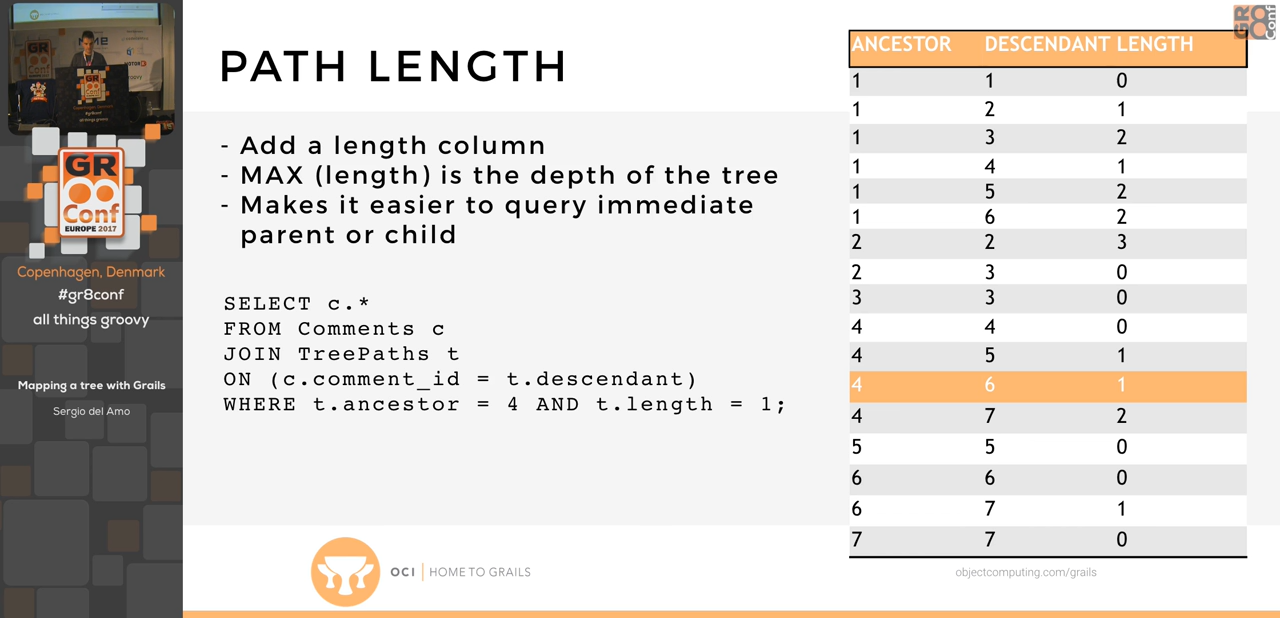 GR8
Conf
EUROPE 2017
Copenhagen, Denmark
#gr8conf
all things groovy
Mapping a tree with Grails
Sergio del Amo
PATH LENGTH
- Add a length column
- MAX (length) is the depth of the tree
- Makes it easier to query immediate
parent or child
SELECT c.*
FROM Comments c
JOIN TreePaths t
ON (c.comment_id = t.descendant)
WHERE t.ancestor = 4 AND t.length = 1;
ANCESTOR DESCENDANT LENGTH
1 1 0
1 2 1
1 3 2
1 4 1
1 5 2
1 6 2
2 2 3
2 3 0
3 3 0
4 4 0
4 5 1
4 6 1
4 7 2
5 5 0
6 6 0
6 7 1
7 7 0
OCI | HOME TO GRAILS
objectcomputing.com/grails
GR8
Conf